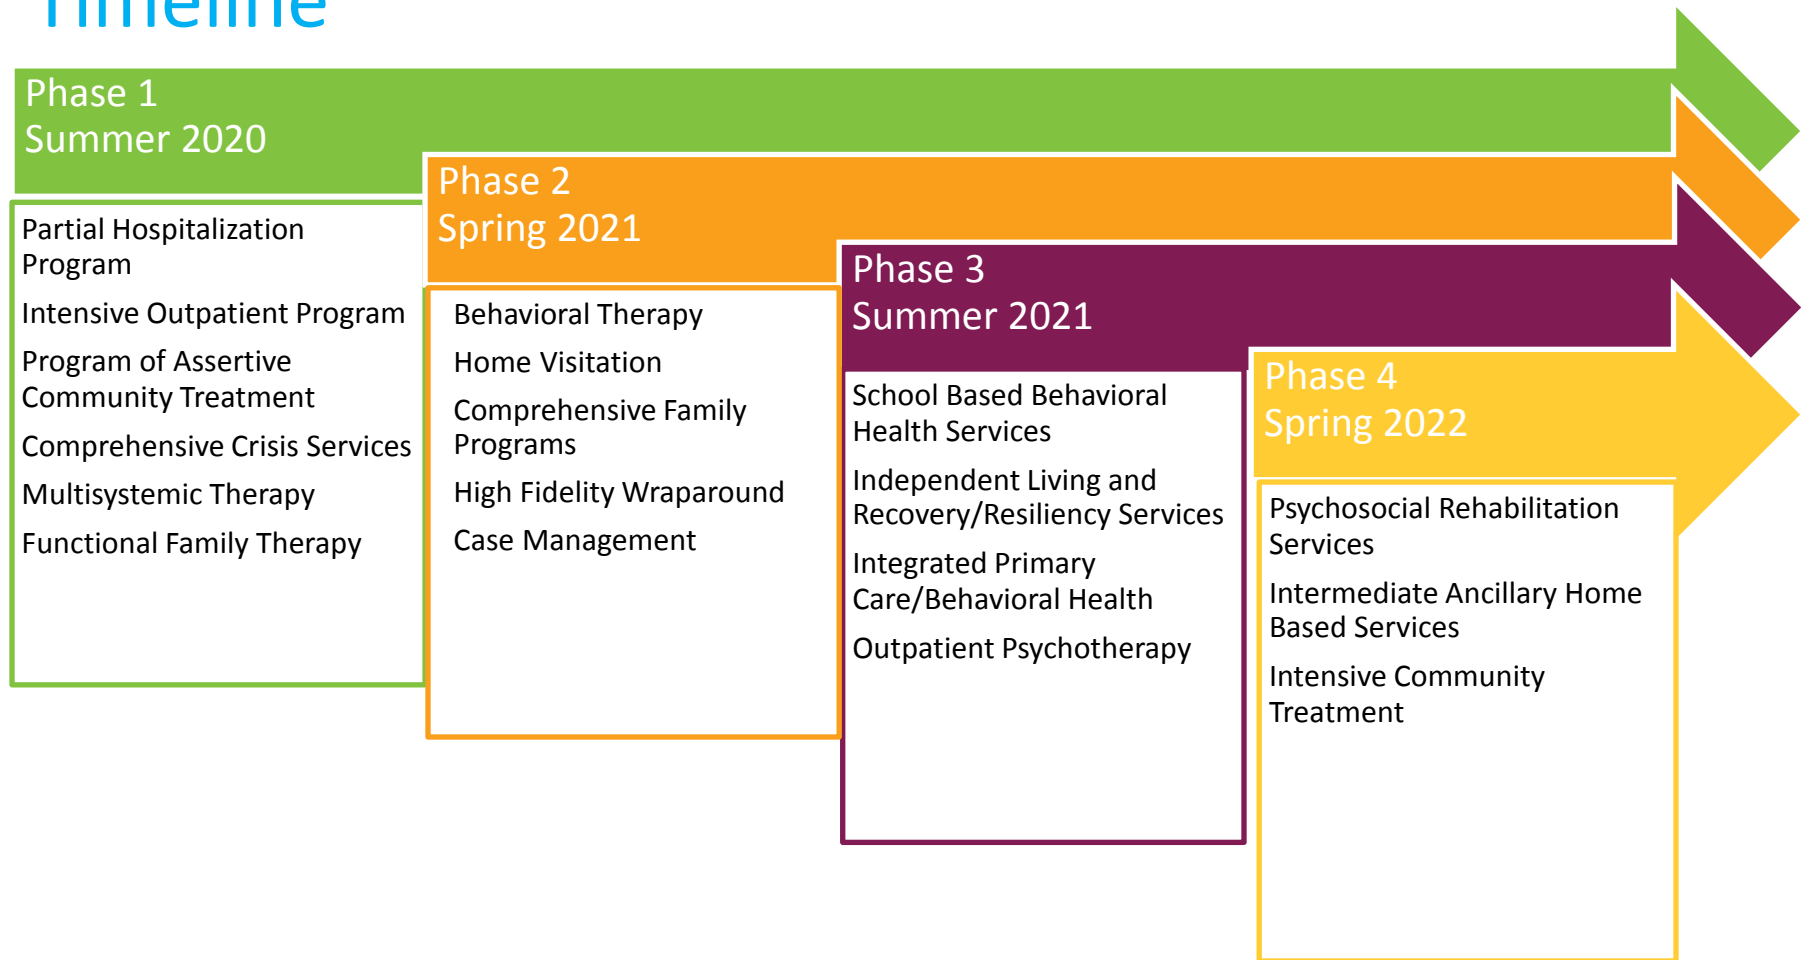 Timeline
Phase 1
Summer 2020
Partial Hospitalization
Program
Intensive Outpatient Program
Program of Assertive
Community Treatment
Comprehensive Crisis Services
Multisystemic Therapy
Functional Family Therapy
Phase 2
Spring 2021
Behavioral Therapy
Home Visitation
Comprehensive Family
Programs
High Fidelity Wraparound
Case Management
Phase 3
Summer 2021
School Based Behavioral
Health Services
Independent Living and
Recovery/Resiliency Services
Integrated Primary
Care/Behavioral Health
Outpatient Psychotherapy
Phase 4
Spring 2022
Psychosocial Rehabilitation
Services
Intermediate Ancillary Home
Based Services
Intensive Community
Treatment